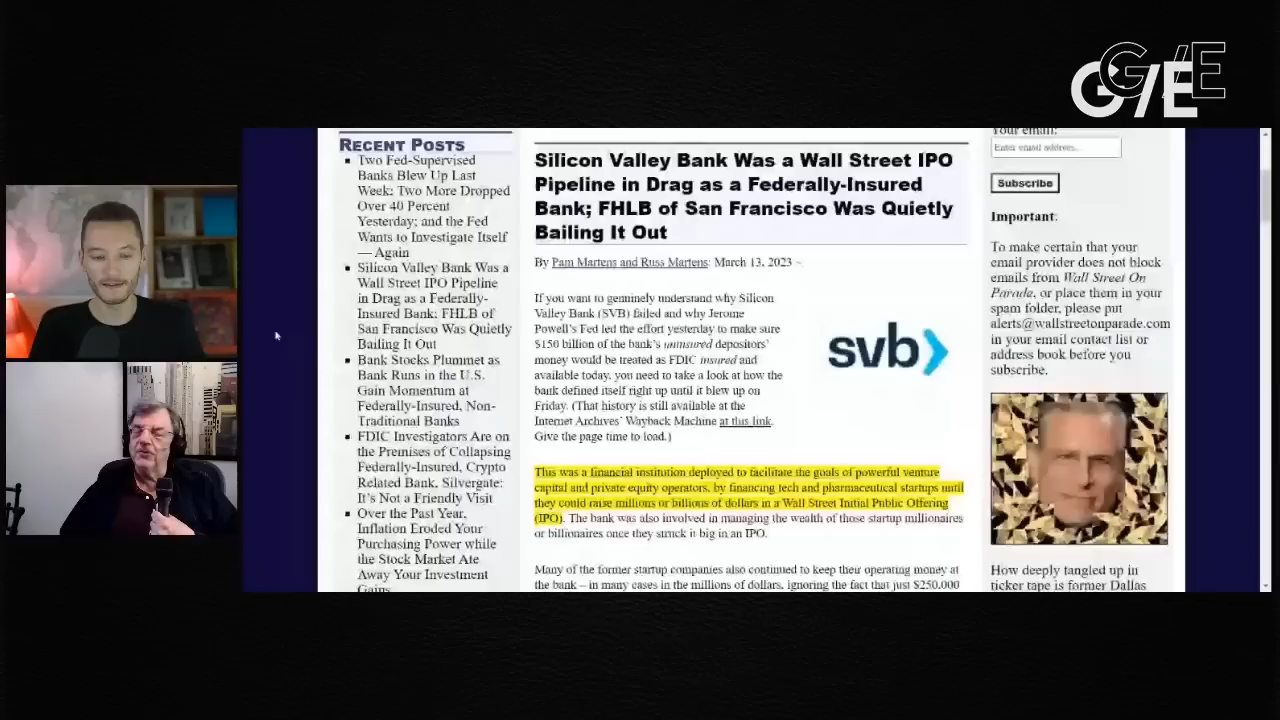 G/E
G/E
RECENT POSTS
Two Fed-Supervised
Banks Blew Up Last
Week; Two More Dropped
Over 40 Percent
Yesterday; and the Fed
Wants to Investigate Itself
— Again
Silicon Valley Bank Was a
Wall Street IPO Pipeline
in Drag as a Federally-
Insured Bank; FHLB of
San Francisco Was Quietly
Bailing It Out
Bank Stocks Plummet as
Bank Runs in the U.S.
Gain Momentum at
Federally-Insured, Non-
Traditional Banks
FDIC Investigators Are on
the Premises of Collapsing
Federally-Insured, Crypto
Related Bank, Silvergate:
It's Not a Friendly Visit
Over the Past Year,
Inflation Eroded Your
Purchasing Power while
the Stock Market Ate
Away Your Investment
Gains
Silicon Valley Bank Was a Wall Street IPO
Pipeline in Drag as a Federally-Insured
Bank; FHLB of San Francisco Was Quietly
Bailing It Out
By Pam Martens and Russ Martens: March 13, 2023 ~
If you want to genuinely understand why Silicon
Valley Bank (SVB) failed and why Jerome
Powell's Fed led the effort yesterday to make sure
$150 billion of the bank's uninsured depositors'
money would be treated as FDIC insured and
available today, you need to take a look at how the
bank defined itself right up until it blew up on
Friday. (That history is still available at the
Internet Archives' Wayback Machine at this link.
Give the page time to load.)
svb
This was a financial institution deployed to facilitate the goals of powerful venture
capital and private equity operators, by financing tech and pharmaceutical startups until
they could raise millions or billions of dollars in a Wall Street Initial Public Offering
(IPO). The bank was also involved in managing the wealth of those startup millionaires
or billionaires once they struck it big in an IPO.
Many of the former startup companies also continued to keep their operating money at
the bank – in many cases in the millions of dollars, ignoring the fact that just $250,000
Your email:
Enter email address...
Subscribe
Important:
To make certain that your
email provider does not block
emails from Wall Street On
Parade, or place them in your
spam folder, please put
alerts@wallstreetonparade.com
in your email contact list or
address book before you
subscribe.
How deeply tangled up in
ticker tape is former Dallas